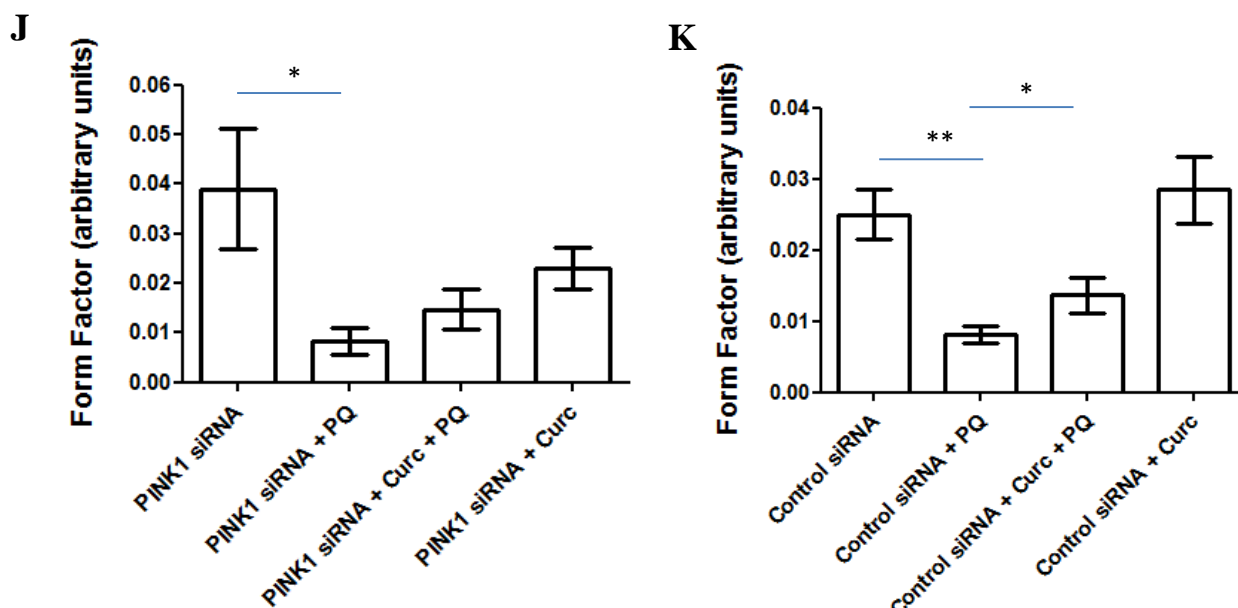 J
Form Factor (arbitrary units)
0.06
0.05
0.04
0.03
0.02
0.01
0.00
*
PINK1 siRNA
PINK1 siRNA + PQ
PINK1 siRNA + Curc + PQ
PINK1 siRNA + Curc
K
Form Factor (arbitrary units)
0.04
0.03
0.02
0.01
0.00
**
*
Control siRNA
Control siRNA + PQ
Control siRNA + Curc + PQ
Control siRNA + Curc